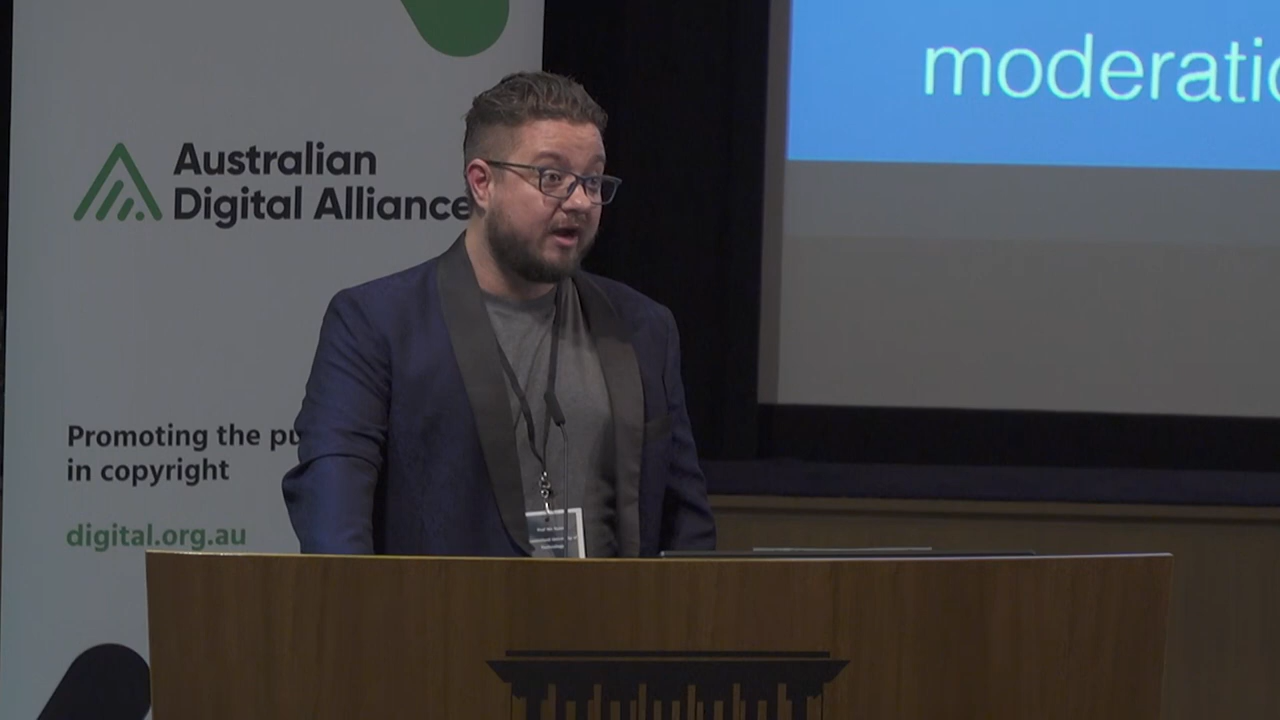 Australian
Digital Alliance
moderatio
Promoting the pu
in copyright
digital.org.au